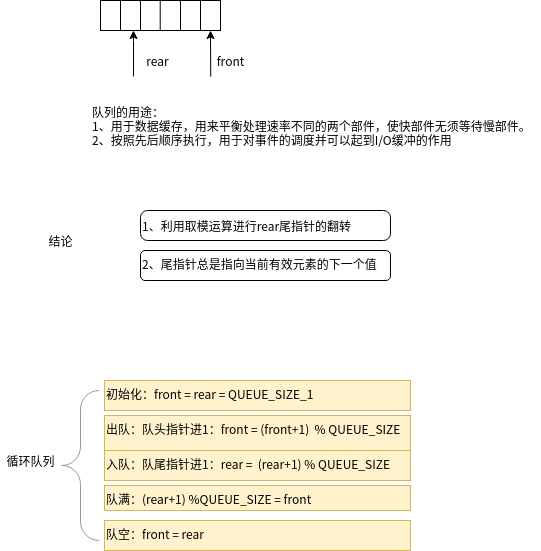 rear
front
队列的用途：
1、用于数据缓存，用来平衡处理速率不同的两个部件，使快部件无须等待慢部件。
2、按照先后顺序执行，用于对事件的调度并可以起到I/O缓冲的作用
结论
1、利用取模运算进行rear尾指针的翻转
2、尾指针总是指向当前有效元素的下一个值
循环队列
初始化：front = rear = QUEUE_SIZE_1
出队：队头指针进1：front = (front+1) % QUEUE_SIZE
入队：队尾指针进1：rear = (rear+1) % QUEUE_SIZE
队满：(rear+1) %QUEUE_SIZE = front
队空：front = rear